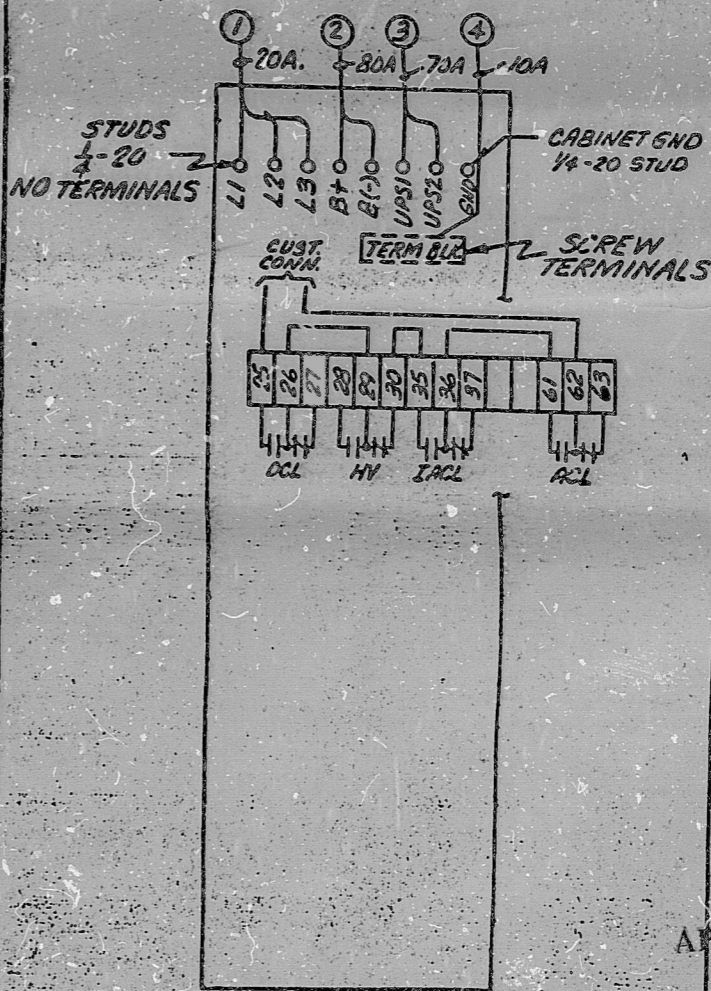 1 2 3 4
20A. 80A 70A 10A
STUDS
1/4-20
NO TERMINALS
CABINET GND
1/4-20 STUD
L1 L2 L3 B+ B(-) UPS1 UPS2 GND
TERM BLK
SCREW
TERMINALS
CUST.
CONN.
25 26 27 28 29 30 35 36 37 61 62 63
DCL HV IACL ACL